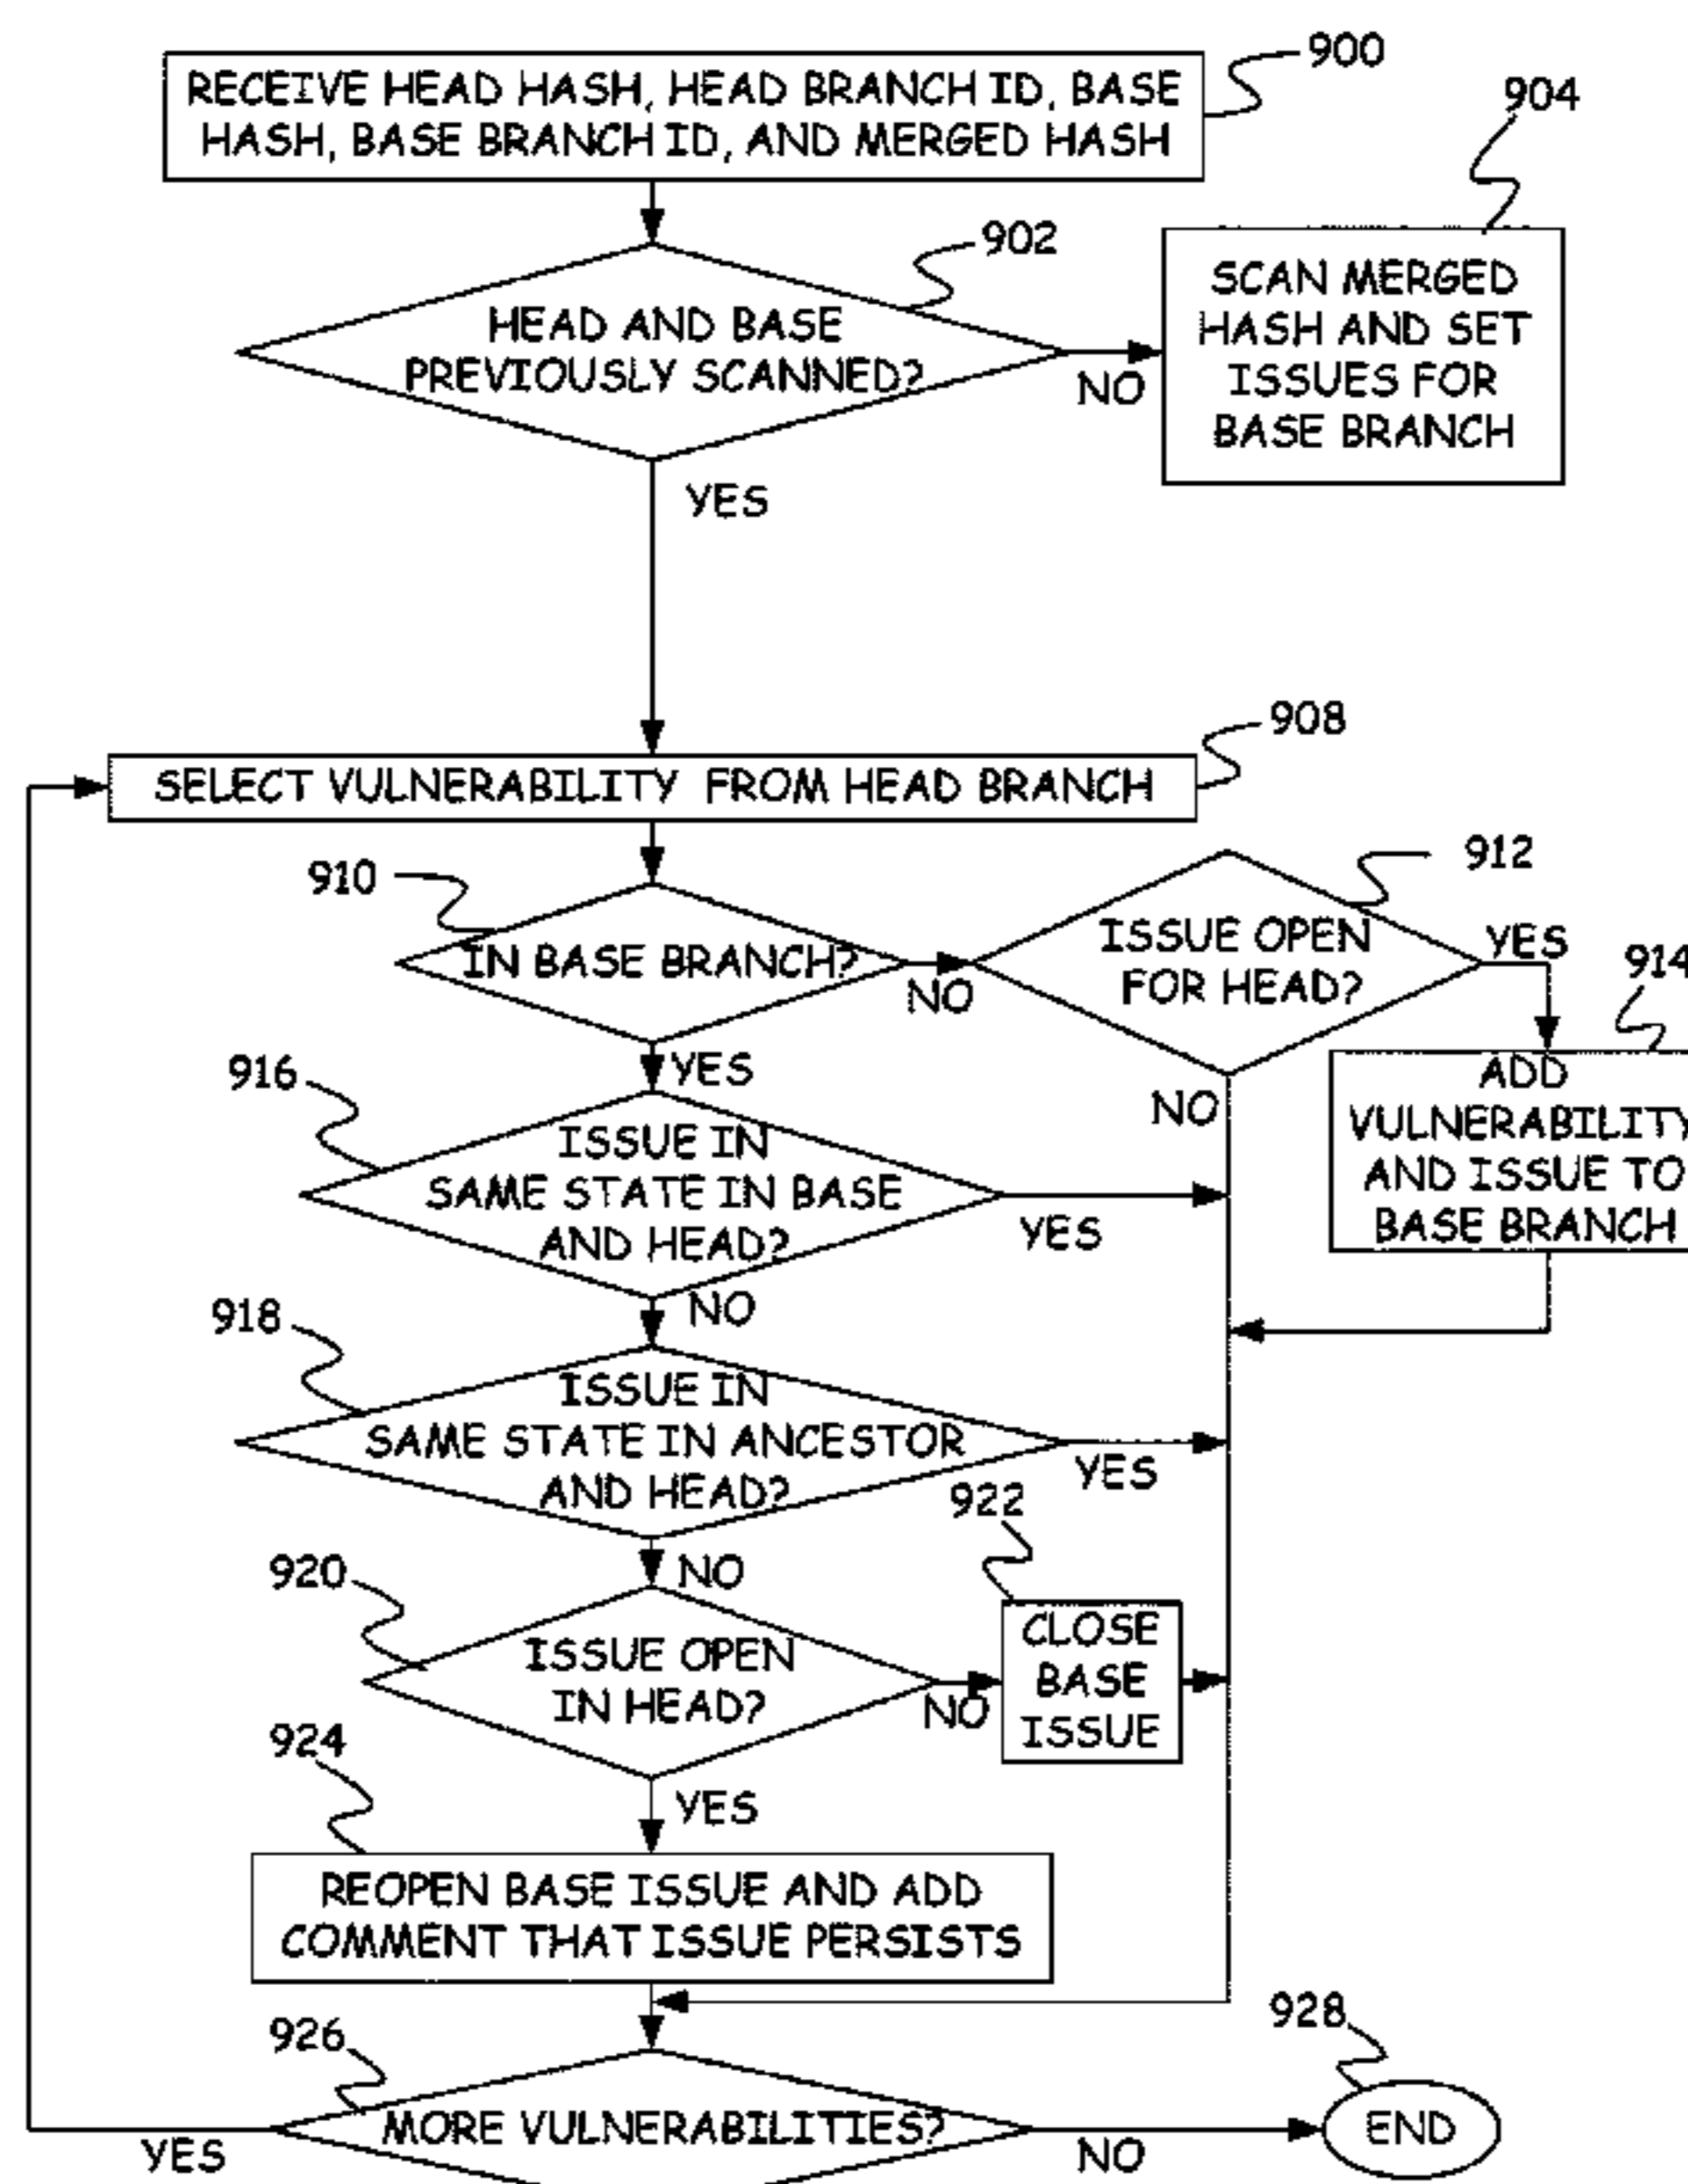 900
RECEIVE HEAD HASH, HEAD BRANCH ID, BASE
HASH, BASE BRANCH ID, AND MERGED HASH
904
902
HEAD AND BASE
PREVIOUSLY SCANNED?
NO
YES
SCAN MERGED
HASH AND SET
ISSUES FOR
BASE BRANCH
908
SELECT VULNERABILITY FROM HEAD BRANCH
910
IN BASE BRANCH?
NO
YES
912
ISSUE OPEN
FOR HEAD?
YES
NO
914
ADD
VULNERABILITY
AND ISSUE TO
BASE BRANCH
916
ISSUE IN
SAME STATE IN BASE
AND HEAD?
YES
NO
918
ISSUE IN
SAME STATE IN ANCESTOR
AND HEAD?
YES
NO
920
ISSUE OPEN
IN HEAD?
NO
YES
922
CLOSE
BASE
ISSUE
924
REOPEN BASE ISSUE AND ADD
COMMENT THAT ISSUE PERSISTS
926
MORE VULNERABILITIES?
YES
NO
928
END